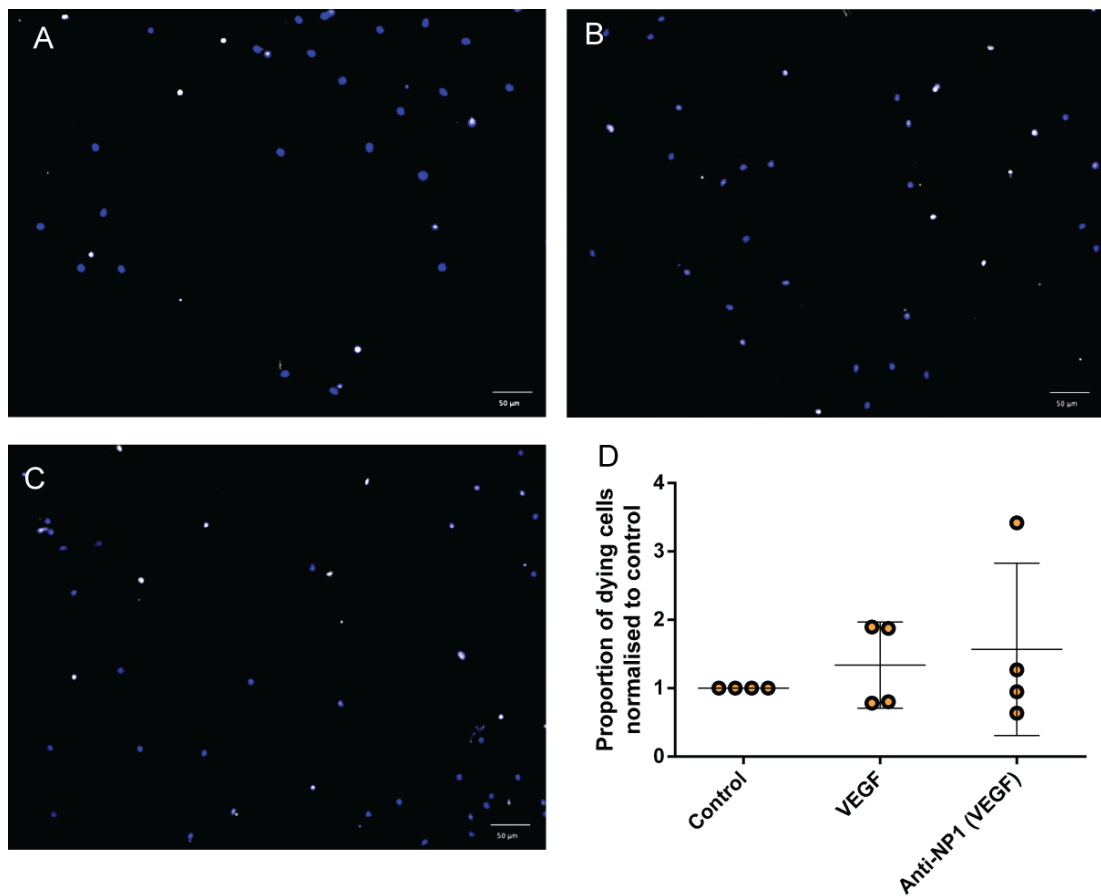 A
B
50 µm
50 µm
C
50 µm
D
Proportion of dying cells
normalised to control
4
3
2
1
0
Control
VEGF
Anti-NP1 (VEGF)